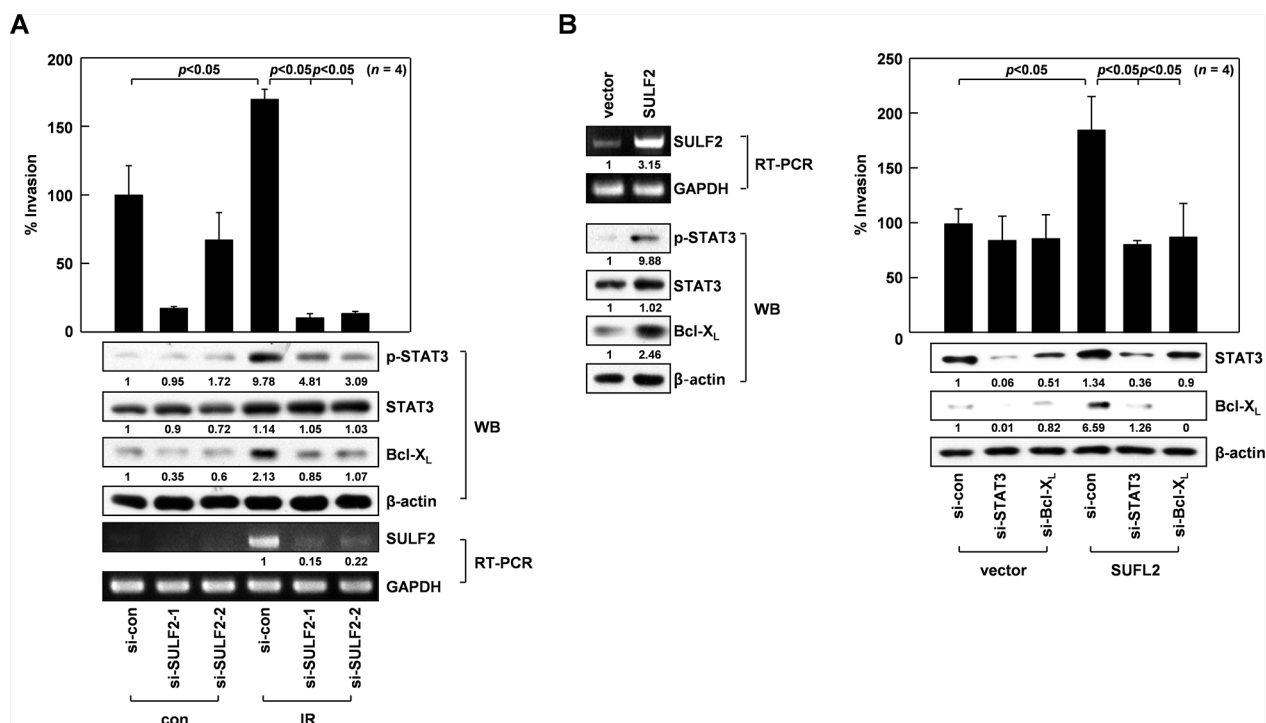 A
% Invasion
200
150
100
50
0
p<0.05
p<0.05
p<0.05
(n = 4)
p-STAT3
1 0.95 1.72 9.78 4.81 3.09
STAT3
1 0.9 0.72 1.14 1.05 1.03
Bcl-XL
1 0.35 0.6 2.13 0.85 1.07
β-actin
WB
SULF2
1 0.15 0.22
GAPDH
RT-PCR
si-con
si-SULF2-1
si-SULF2-2
si-con
si-SULF2-1
si-SULF2-2
con
IR
B
vector
SULF2
SULF2
1 3.15
GAPDH
RT-PCR
p-STAT3
1 9.88
STAT3
1 1.02
Bcl-XL
1 2.46
β-actin
WB
% Invasion
250
200
150
100
50
0
p<0.05
p<0.05
p<0.05
(n = 4)
STAT3
1 0.06 0.51 1.34 0.36 0.9
Bcl-XL
1 0.01 0.82 6.59 1.26 0
β-actin
si-con
si-STAT3
si-Bcl-XL
si-con
si-STAT3
si-Bcl-XL
vector
SUFL2